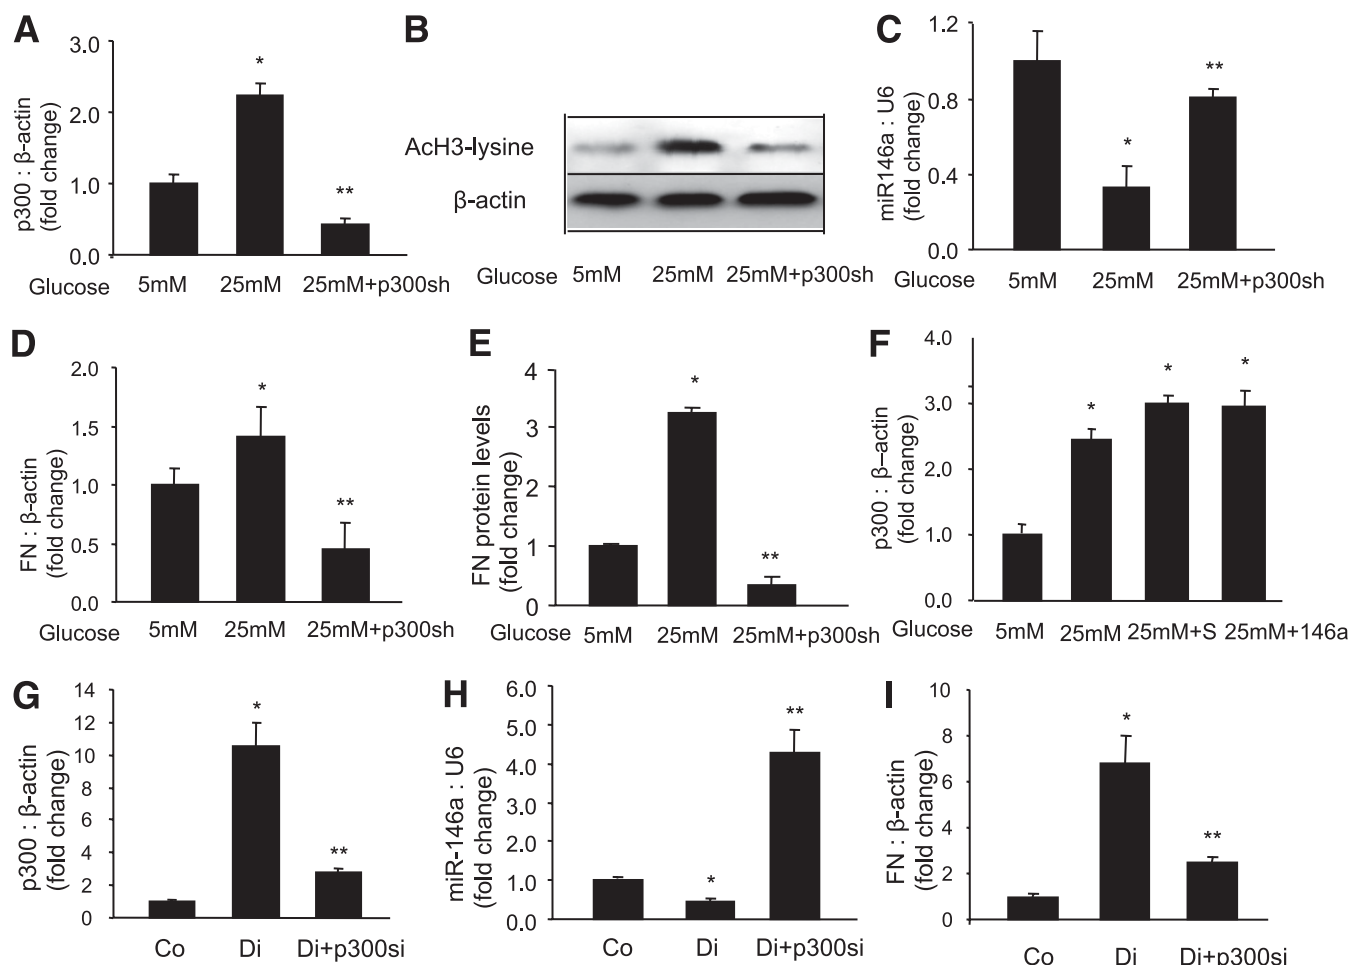 A
p300 : β-actin
(fold change)
3.0
2.0
1.0
0.0
*
**
Glucose 5mM 25mM 25mM+p300sh
B
AcH3-lysine
β-actin
Glucose 5mM 25mM 25mM+p300sh
C
miR146a : U6
(fold change)
1.2
0.8
0.4
0.0
*
**
Glucose 5mM 25mM 25mM+p300sh
D
FN : β-actin
(fold change)
2.0
1.5
1.0
0.5
0.0
*
**
Glucose 5mM 25mM 25mM+p300sh
E
FN protein levels
(fold change)
4
3
2
1
0
*
**
Glucose 5mM 25mM 25mM+p300sh
F
p300 : β–actin
(fold change)
4.0
3.0
2.0
1.0
0.0
*
*
*
Glucose 5mM 25mM 25mM+S 25mM+146a
G
p300 : β-actin
(fold change)
14
12
10
8
6
4
2
0
*
**
Co Di Di+p300si
H
miR-146a : U6
(fold change)
6.0
5.0
4.0
3.0
2.0
1.0
0.0
*
**
Co Di Di+p300si
I
FN : β-actin
(fold change)
10
8
6
4
2
0
*
**
Co Di Di+p300si